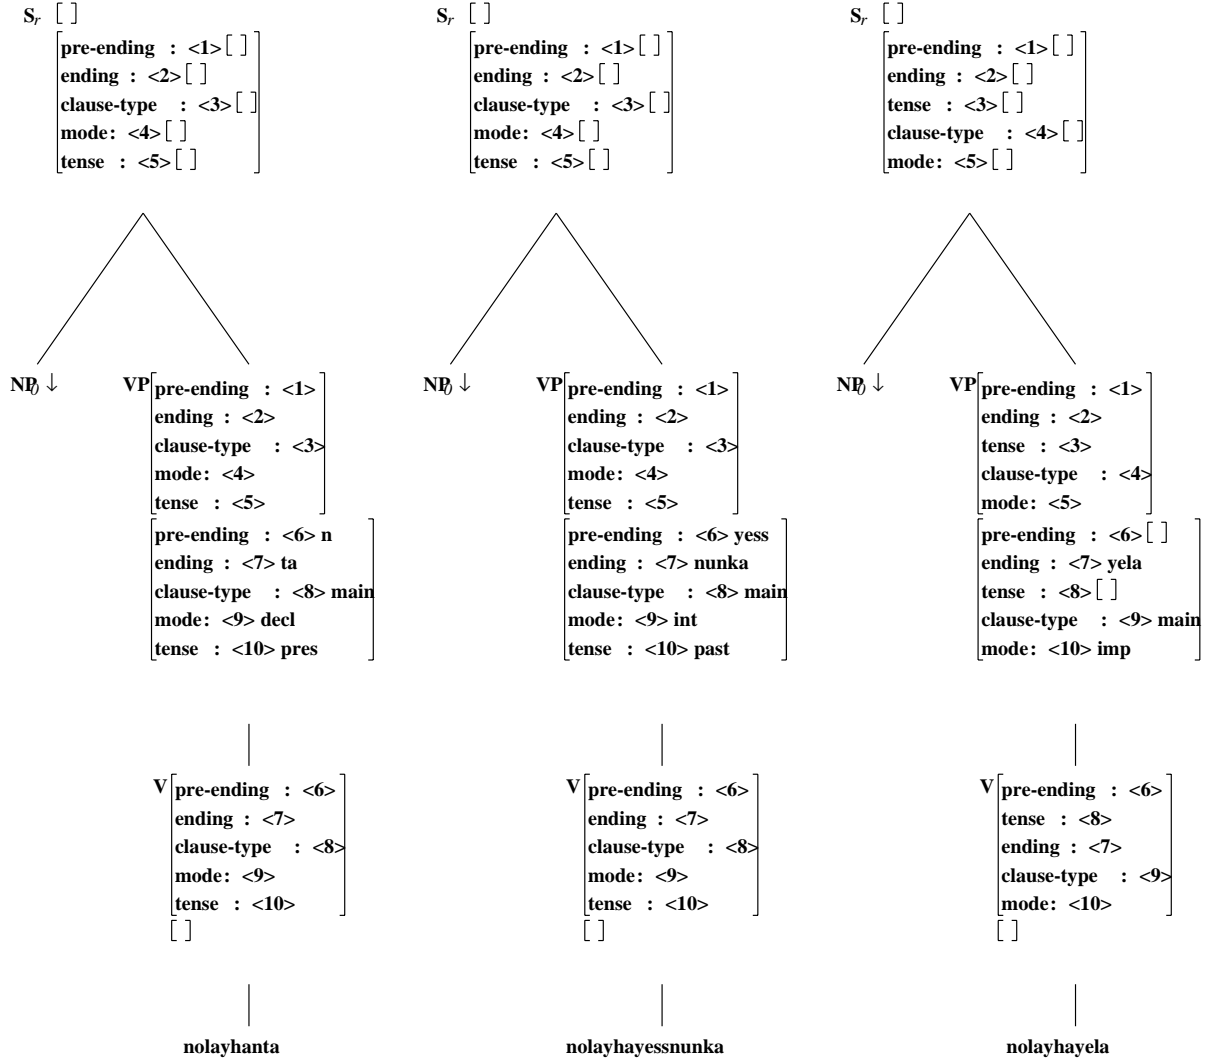 S_r [ ]
pre-ending : <1>[ ]
ending : <2>[ ]
clause-type : <3>[ ]
mode: <4>[ ]
tense : <5>[ ]
NP_0 ↓
VP
pre-ending : <1>
ending : <2>
clause-type : <3>
mode: <4>
tense : <5>
pre-ending : <6> n
ending : <7> ta
clause-type : <8> main
mode: <9> decl
tense : <10> pres
V
pre-ending : <6>
ending : <7>
clause-type : <8>
mode: <9>
tense : <10>
[ ]
nolayhanta
S_r [ ]
pre-ending : <1>[ ]
ending : <2>[ ]
clause-type : <3>[ ]
mode: <4>[ ]
tense : <5>[ ]
NP_0 ↓
VP
pre-ending : <1>
ending : <2>
clause-type : <3>
mode: <4>
tense : <5>
pre-ending : <6> yess
ending : <7> nunka
clause-type : <8> main
mode: <9> int
tense : <10> past
V
pre-ending : <6>
ending : <7>
clause-type : <8>
mode: <9>
tense : <10>
[ ]
nolayhayessnunka
S_r [ ]
pre-ending : <1>[ ]
ending : <2>[ ]
tense : <3>[ ]
clause-type : <4>[ ]
mode: <5>[ ]
NP_0 ↓
VP
pre-ending : <1>
ending : <2>
tense : <3>
clause-type : <4>
mode: <5>
pre-ending : <6>[ ]
ending : <7> yela
tense : <8>[ ]
clause-type : <9> main
mode: <10> imp
V
pre-ending : <6>
tense : <8>
ending : <7>
clause-type : <9>
mode: <10>
[ ]
nolayhayela